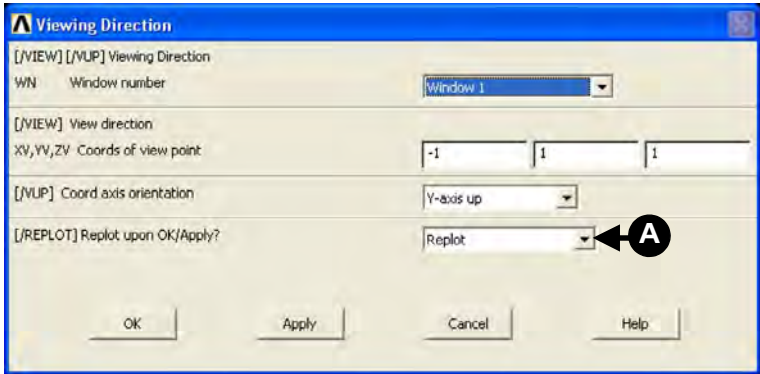 Viewing Direction
[/VIEW] [/VUP] Viewing Direction
WN Window number Window 1
[/VIEW] View direction
XV,YV,ZV Coords of view point -1 1 1
[/VUP] Coord axis orientation Y-axis up
[/REPLOT] Replot upon OK/Apply? Replot A
OK Apply Cancel Help